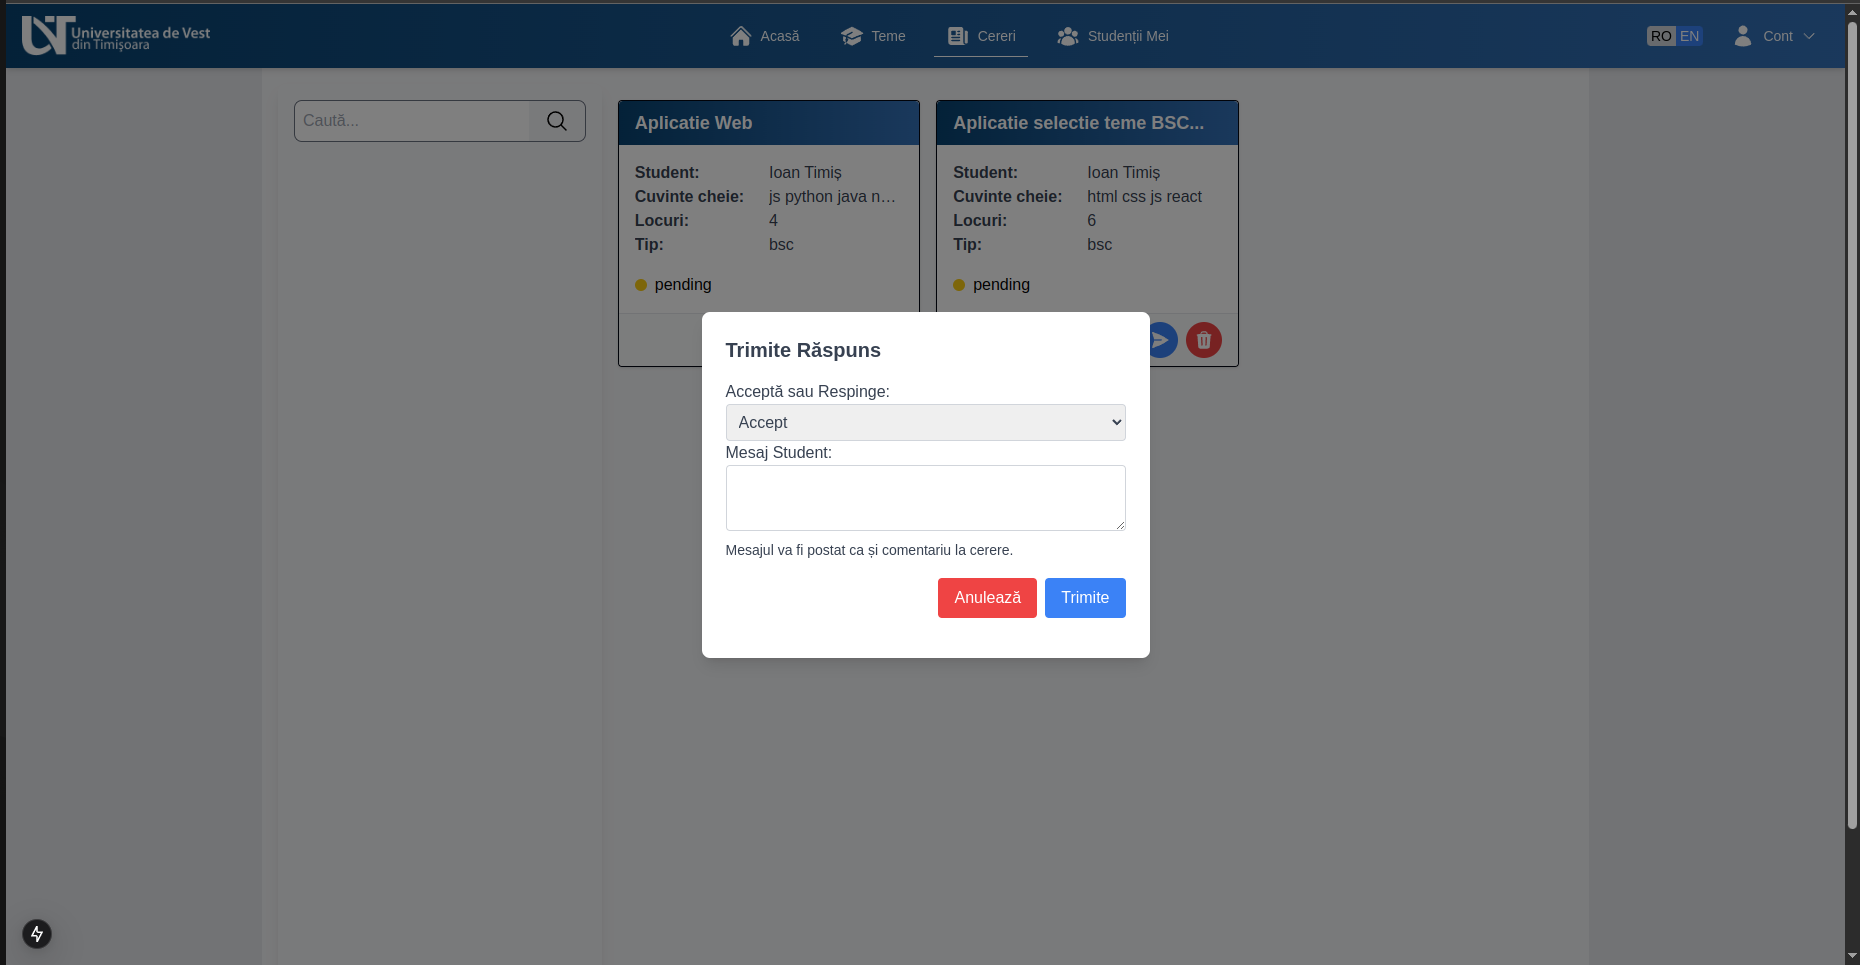 Universitatea de Vest
din Timișoara
Acasă
Teme
Cereri
Studenții Mei
RO EN
Cont
Caută...
Aplicatie Web
Student: Ioan Timiș
Cuvinte cheie: js python java n...
Locuri: 4
Tip: bsc
pending
Aplicatie selectie teme BSC...
Student: Ioan Timiș
Cuvinte cheie: html css js react
Locuri: 6
Tip: bsc
pending
Trimite Răspuns
Acceptă sau Respinge:
Accept
Mesaj Student:
Mesajul va fi postat ca și comentariu la cerere.
Anulează
Trimite